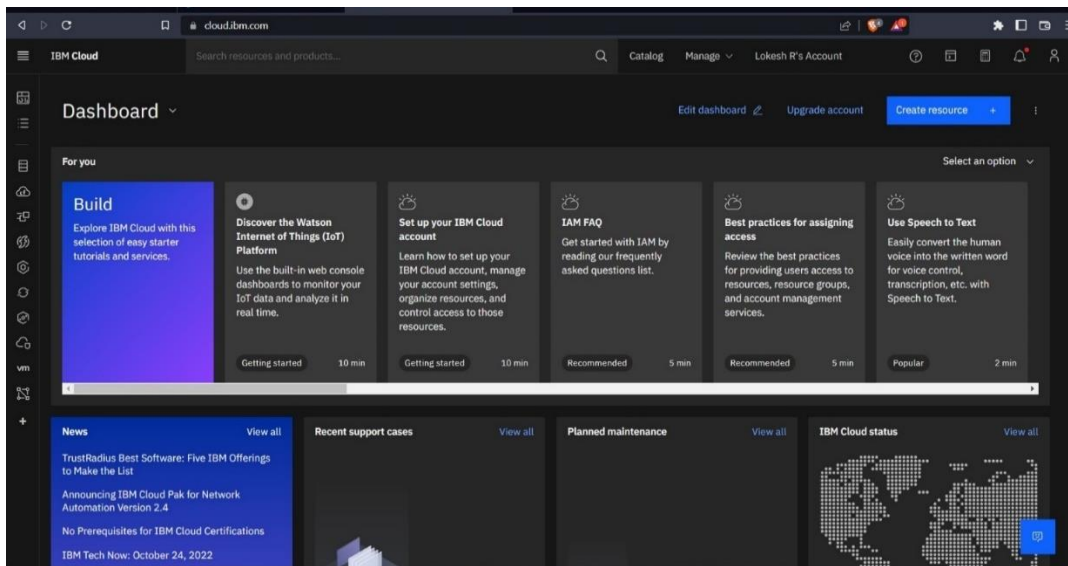 cloud.ibm.com
IBM Cloud
Search resources and products...
Catalog
Manage
Lokesh R's Account
Dashboard
Edit dashboard
Upgrade account
Create resource +
For you
Select an option
Build
Explore IBM Cloud with this
selection of easy starter
tutorials and services.
Discover the Watson
Internet of Things (IoT)
Platform
Use the built-in web console
dashboards to monitor your
IoT data and analyze it in
real time.
Getting started
10 min
Set up your IBM Cloud
account
Learn how to set up your
IBM Cloud account, manage
your account settings,
organize resources, and
control access to those
resources.
Getting started
10 min
IAM FAQ
Get started with IAM by
reading our frequently
asked questions list.
Recommended
5 min
Best practices for assigning
access
Review the best practices
for providing users access to
resources, resource groups,
and account management
services.
Recommended
5 min
Use Speech to Text
Easily convert the human
voice into the written word
for voice control,
transcription, etc. with
Speech to Text.
Popular
2 min
vm
News
View all
TrustRadius Best Software: Five IBM Offerings
to Make the List
Announcing IBM Cloud Pak for Network
Automation Version 2.4
No Prerequisites for IBM Cloud Certifications
IBM Tech Now: October 24, 2022
Recent support cases
View all
Planned maintenance
View all
IBM Cloud status
View all